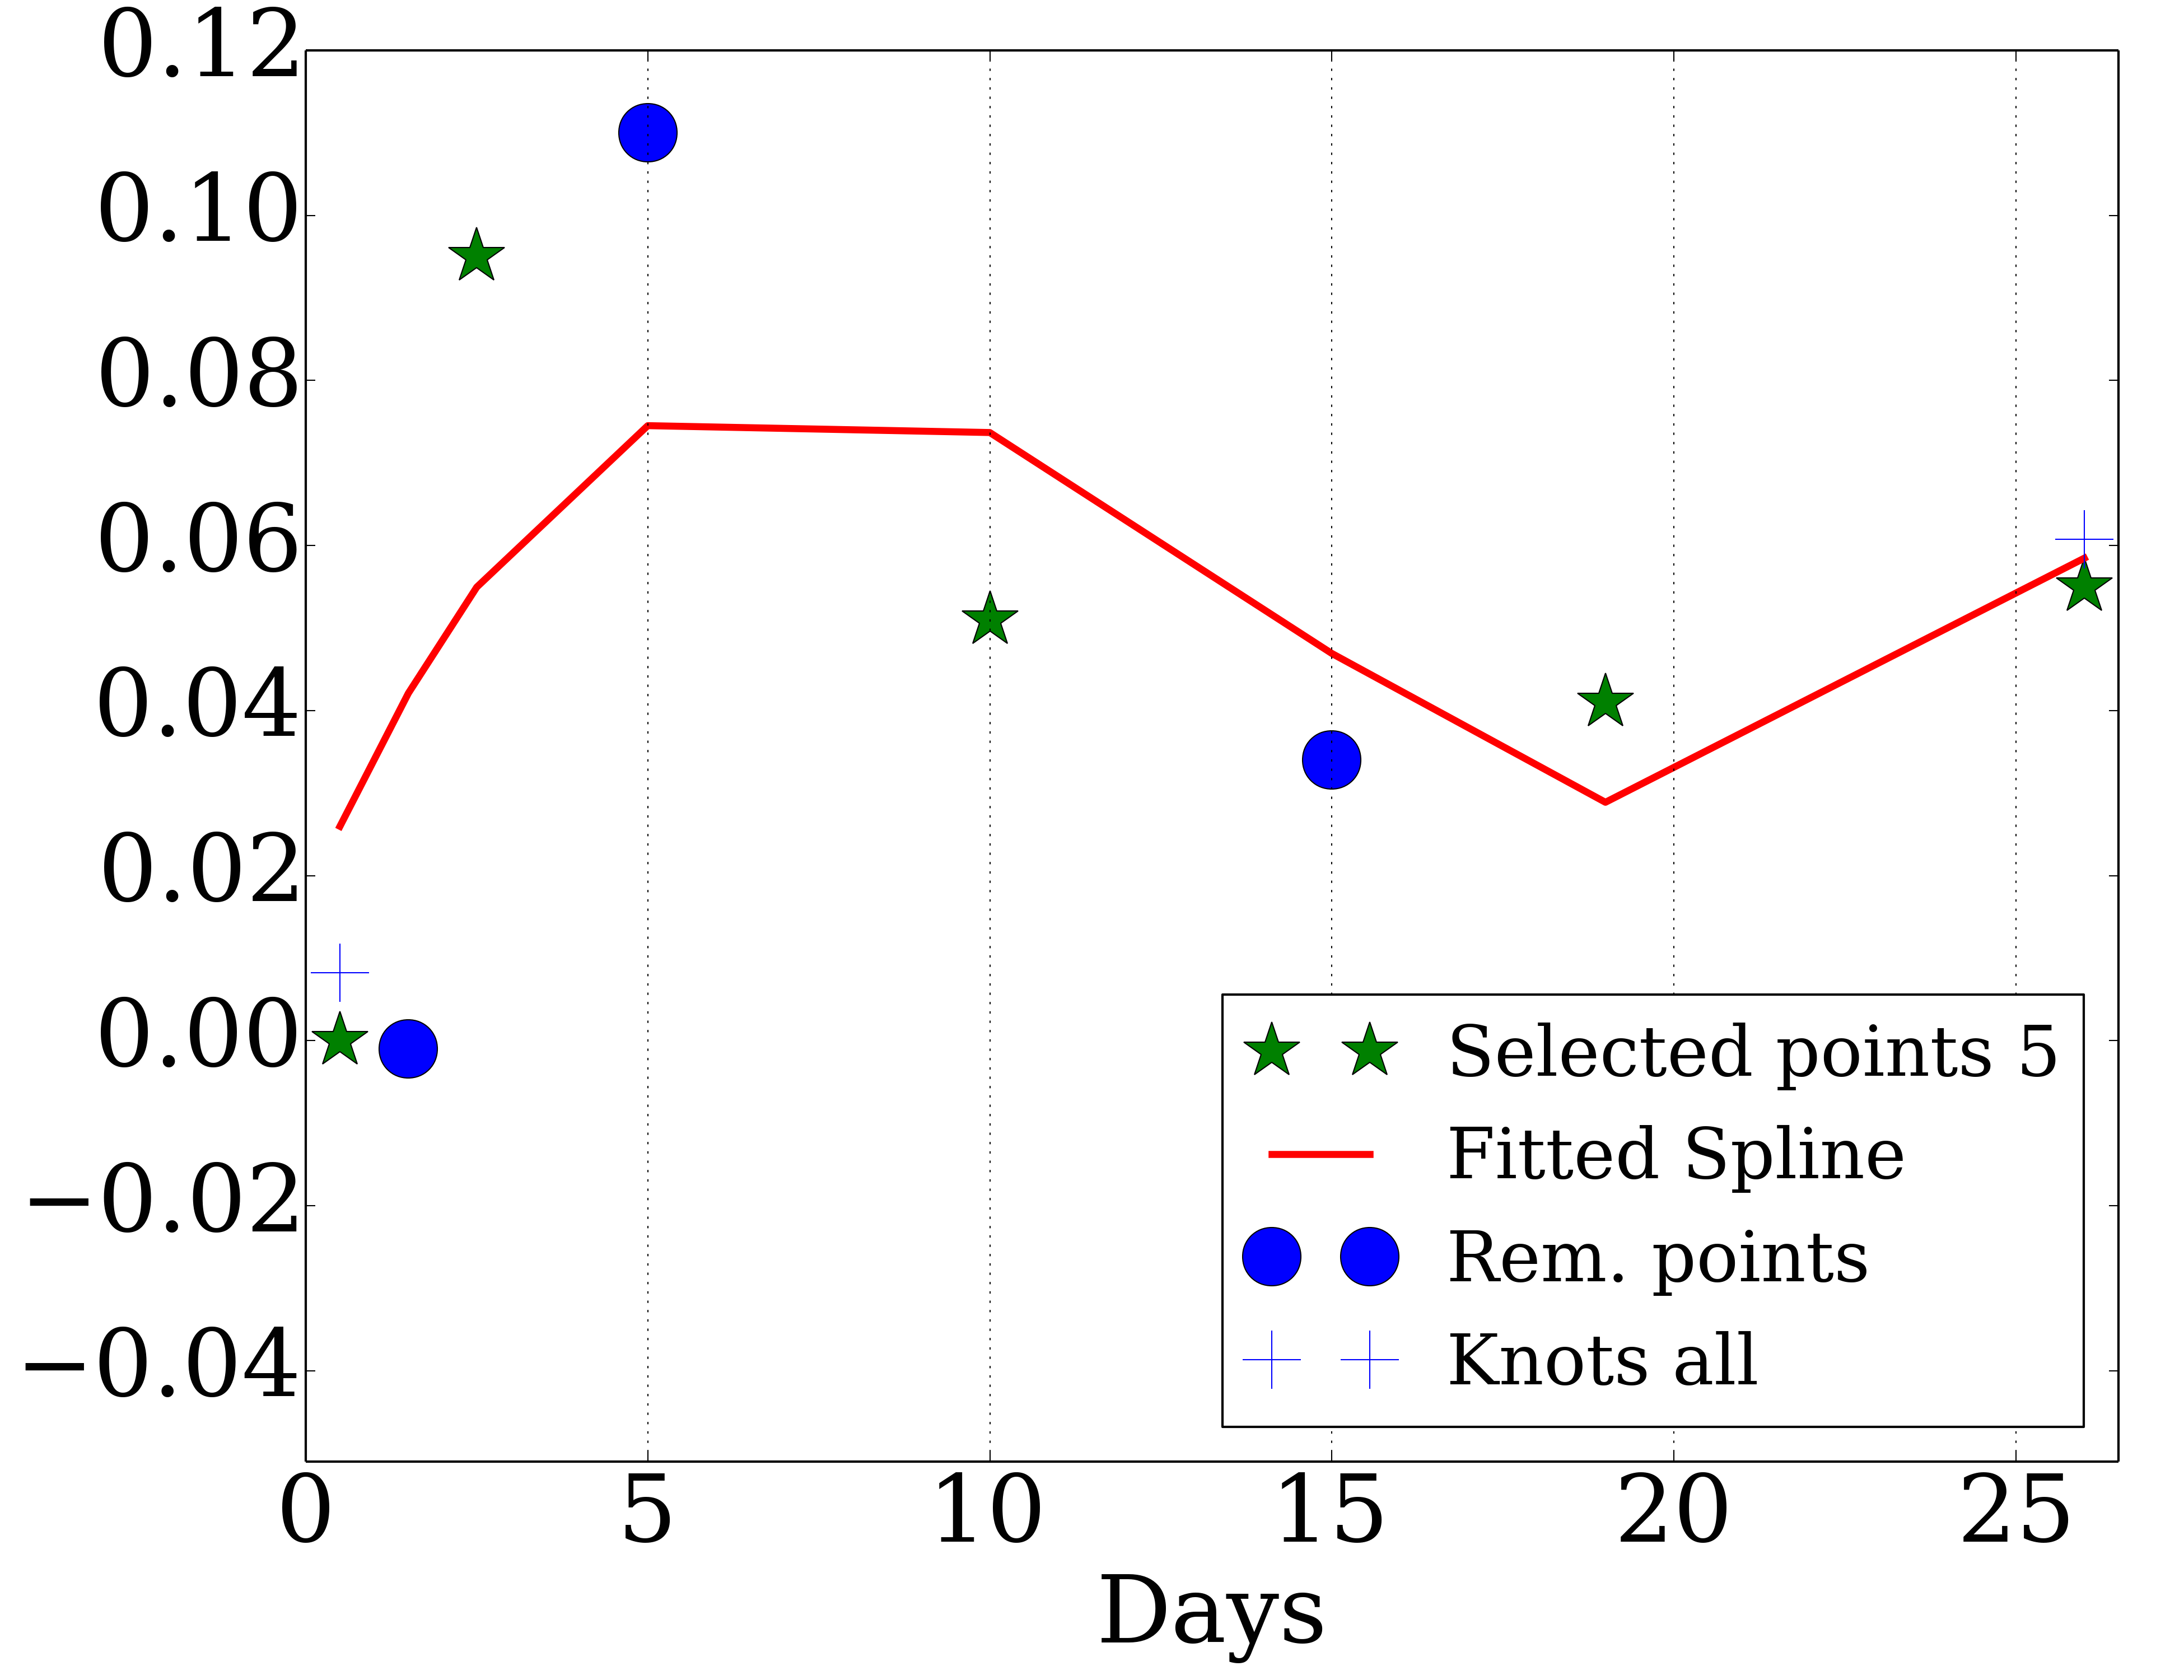 0.12
0.10
0.08
0.06
0.04
0.02
0.00
−0.02
−0.04
Selected points 5
Fitted Spline
Rem. points
Knots all
0 5 10 15 20 25
Days